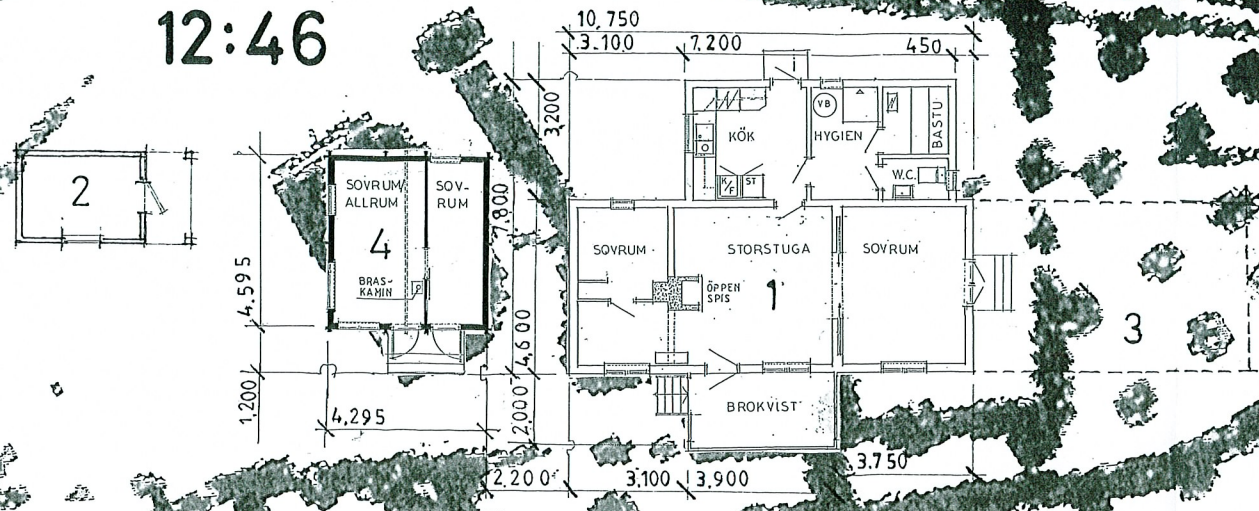 12:46
10,750
3.100
7.200
450
3.200
KÖK
VB
HYGIEN
BASTU
K/F
ST
W.C.
2
SOVRUM/
ALLRUM
SOV-
RUM
4
BRAS-
KAMIN
4.595
7.800
SOVRUM
STORSTUGA
SOVRUM
ÖPPEN
SPIS
1
3
4.600
1.200
4,295
2.000
BROKVIST
2,200
3.100
3,900
3.750